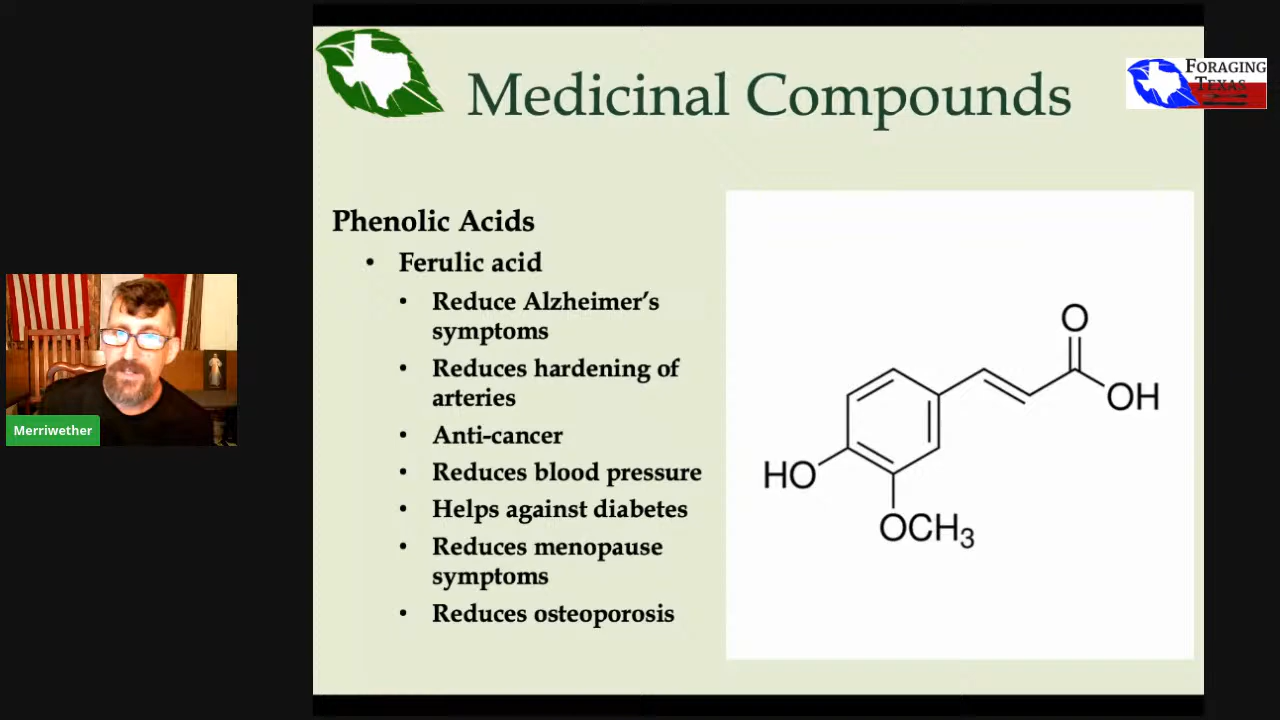 Medicinal Compounds
FORAGING
TEXAS
Phenolic Acids
• Ferulic acid
• Reduce Alzheimer’s
symptoms
• Reduces hardening of
arteries
• Anti-cancer
• Reduces blood pressure
• Helps against diabetes
• Reduces menopause
symptoms
• Reduces osteoporosis
O
OH
HO
OCH₃
Merriwether